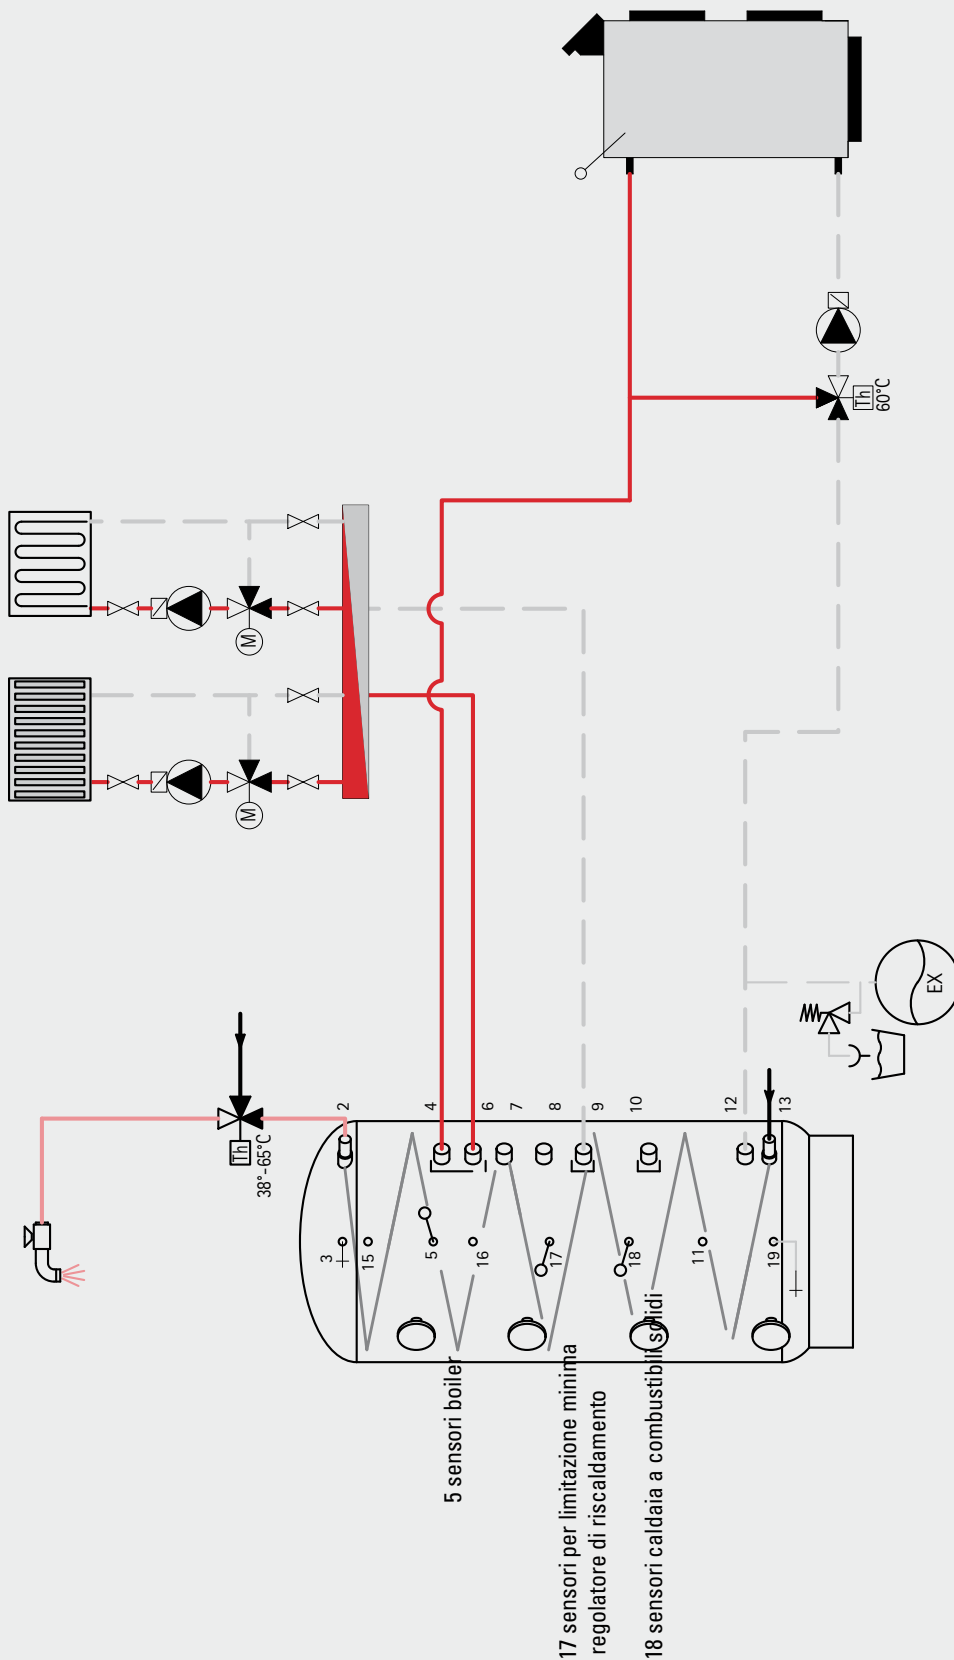 Th
60°C
M
M
EX
Th
38°-65°C
2
4
6
7
8
9
10
12
13
3
15
5
16
17
18
11
19
5 sensori boiler
17 sensori per limitazione minima
regolatore di riscaldamento
18 sensori caldaia a combustibili solidi